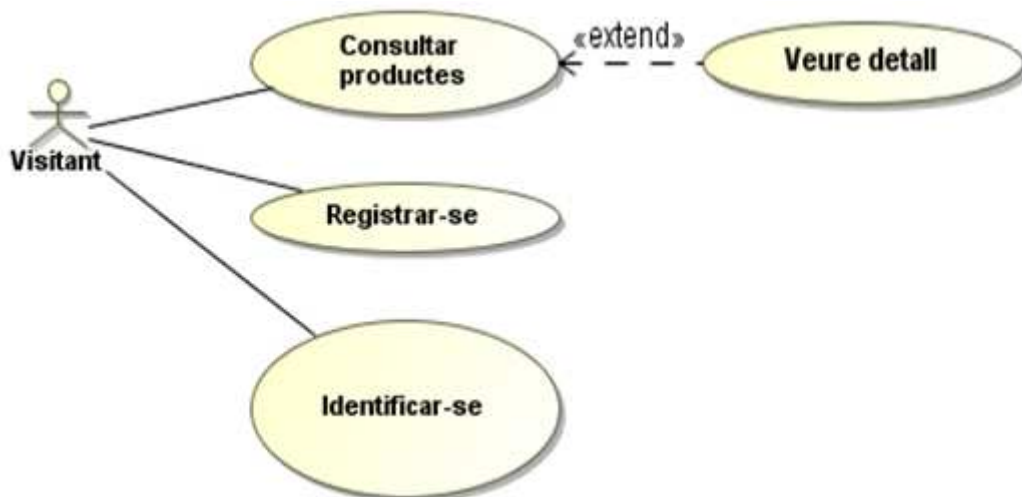 Consultar
productes
«extend»
Veure detall
Visitant
Registrar-se
Identificar-se